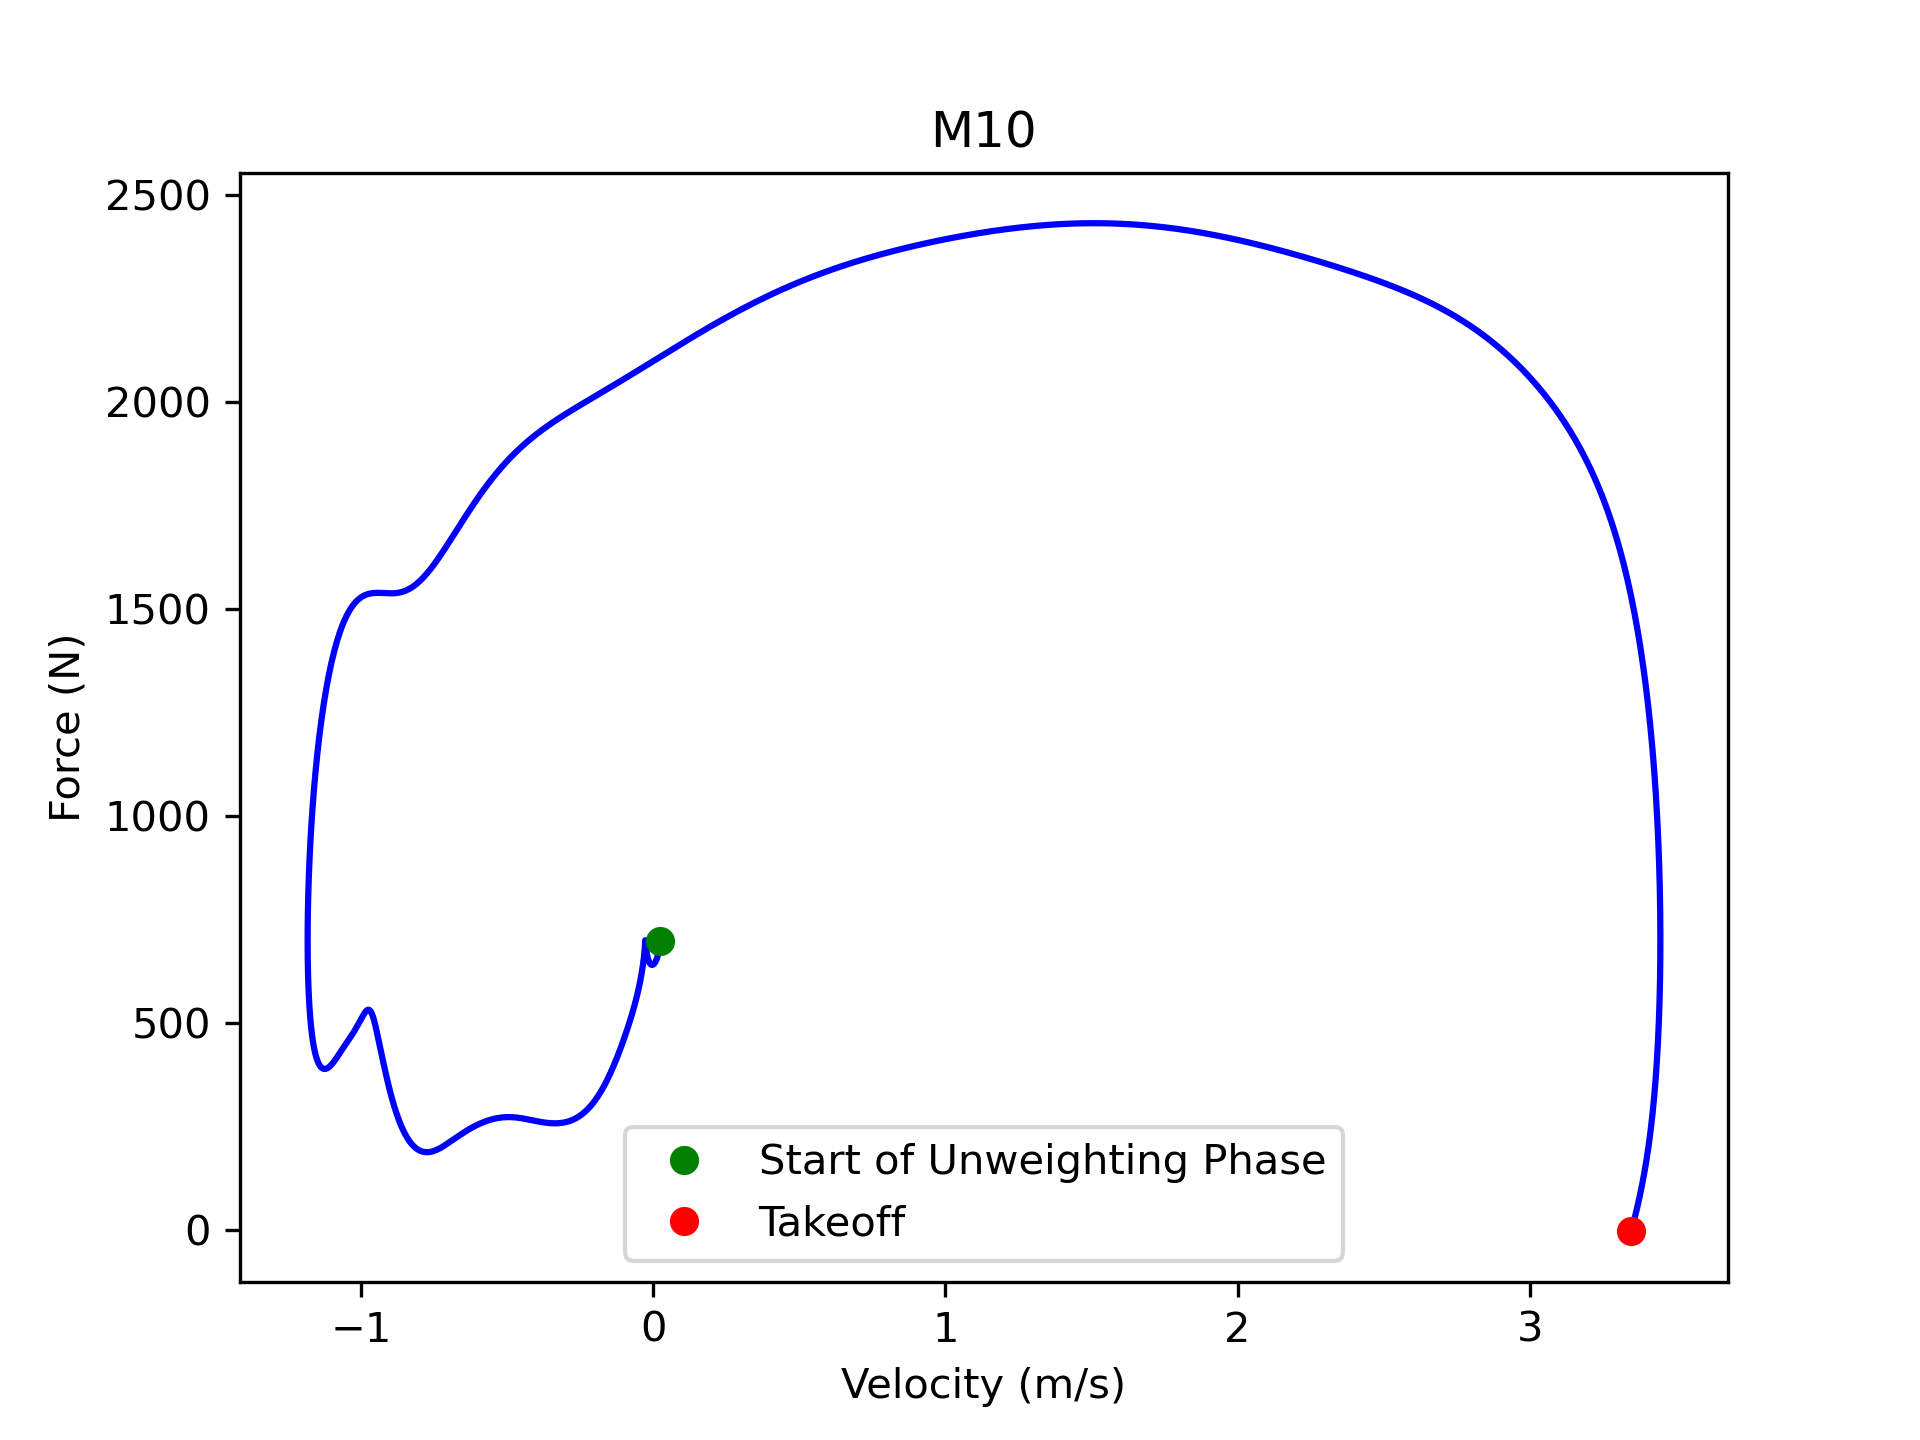 M10
2500
2000
1500
1000
500
0
Force (N)
Start of Unweighting Phase
Takeoff
−1 0 1 2 3
Velocity (m/s)